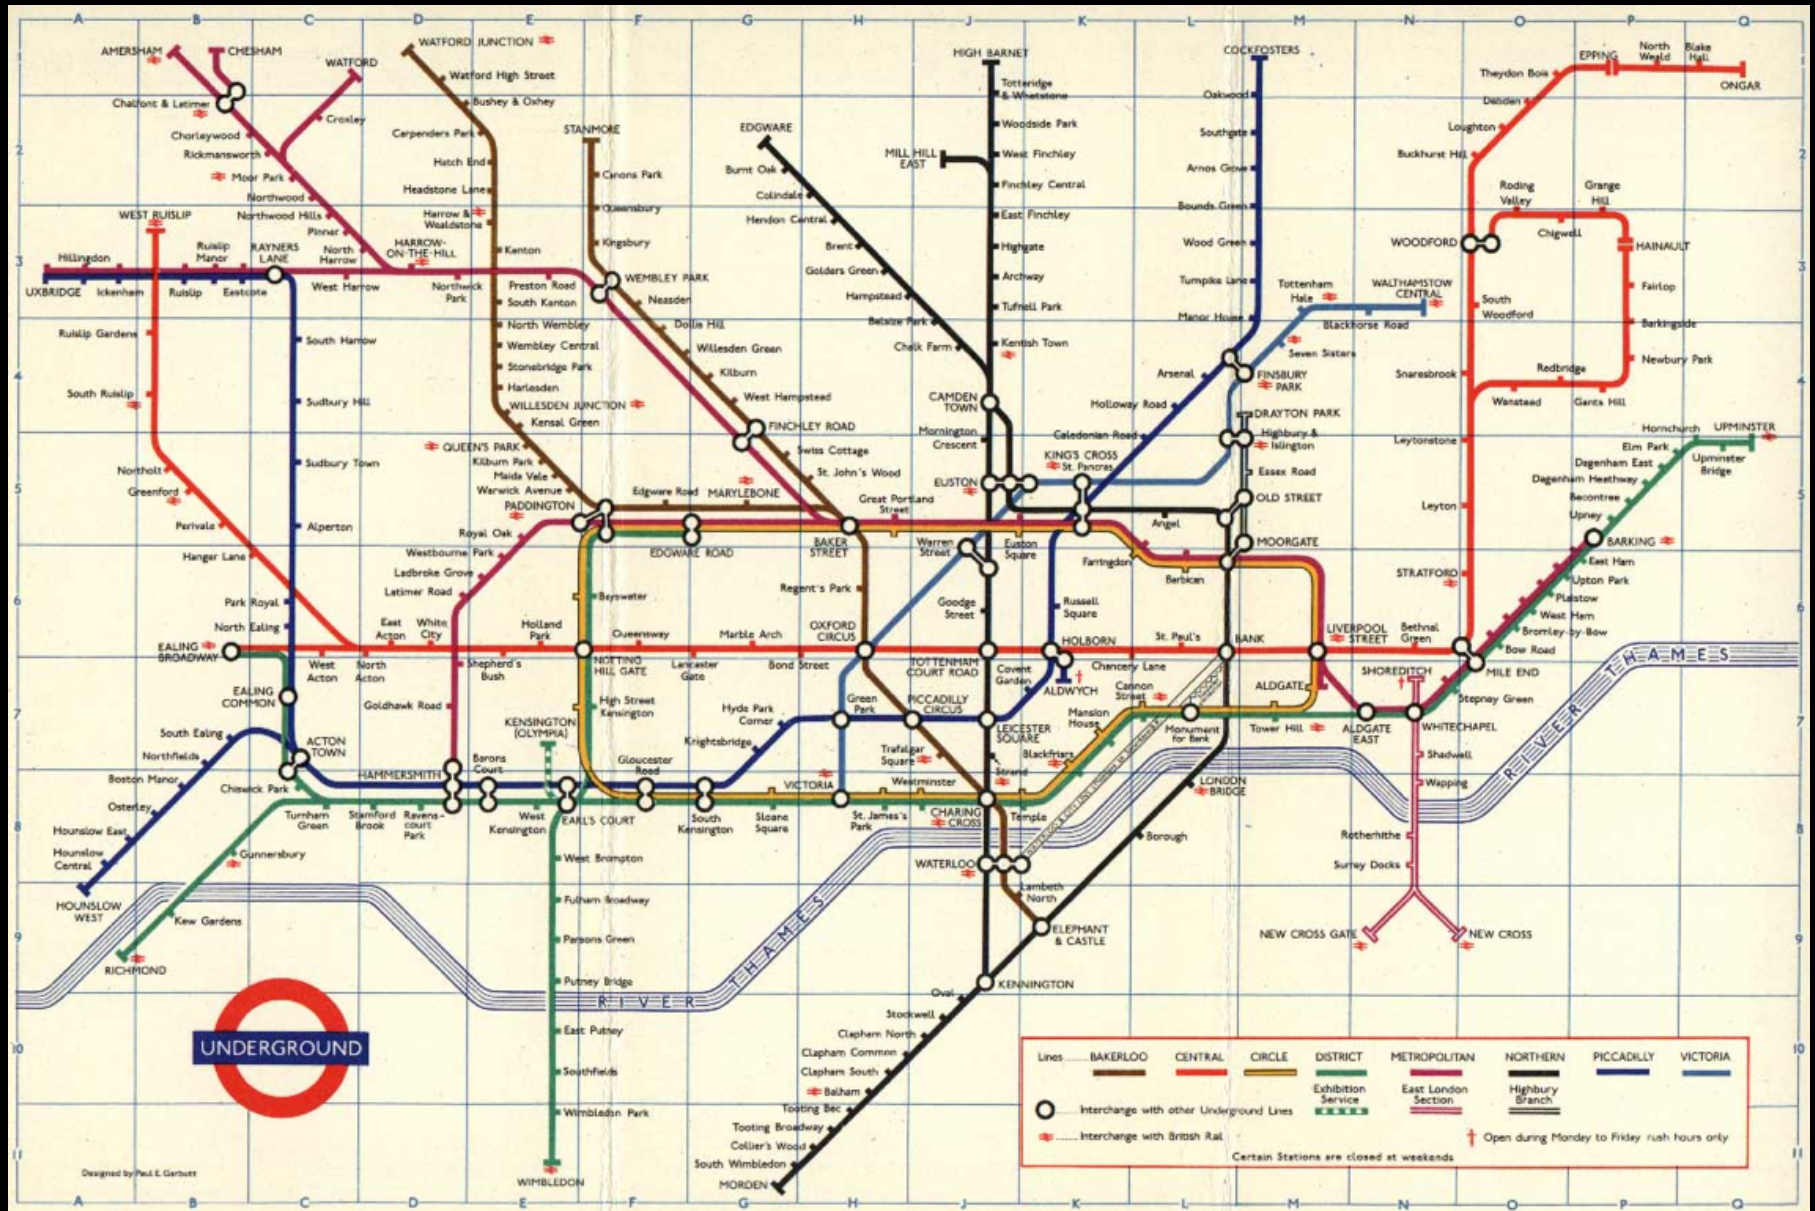 A B C D E F G H J K L M N O P Q
2
3
4
5
6
7
8
9
10
11
AMERSHAM
CHESHAM
WATFORD
Chalfont & Latimer
Croxley
Chorleywood
Rickmansworth
Moor Park
Northwood
Northwood Hills
Pinner
North
Harrow
HARROW-
ON-THE-HILL
WATFORD JUNCTION
Watford High Street
Bushey & Oxhey
Carpenders Park
Hatch End
Headstone Lane
Harrow &
Wealdstone
Kenton
Preston Road
Northwick
Park
South Kenton
North Wembley
Wembley Central
Stonebridge Park
Harlesden
WILLESDEN JUNCTION
Kensal Green
QUEEN'S PARK
Kilburn Park
Maida Vale
Warwick Avenue
PADDINGTON
STANMORE
Canons Park
Queensbury
Kingsbury
WEMBLEY PARK
Neasden
Dollis Hill
Willesden Green
Kilburn
West Hampstead
FINCHLEY ROAD
Swiss Cottage
St. John's Wood
WEST RUISLIP
Hillingdon
UXBRIDGE
Ickenham
Ruislip
Ruislip
Manor
Eastcote
RAYNERS
LANE
West Harrow
Ruislip Gardens
South Ruislip
Northolt
Greenford
Perivale
Hanger Lane
South Harrow
Sudbury Hill
Sudbury Town
Alperton
Park Royal
North Ealing
EALING
BROADWAY
EALING
COMMON
South Ealing
Northfields
Boston Manor
Osterley
Hounslow East
Hounslow
Central
HOUNSLOW
WEST
ACTON
TOWN
Chiswick Park
Gunnersbury
Kew Gardens
RICHMOND
Turnham
Green
Stamford
Brook
Ravens-
court
Park
HAMMERSMITH
Barons
Court
West
Kensington
EARL'S COURT
KENSINGTON
(OLYMPIA)
Gloucester
Road
South
Kensington
Sloane
Square
VICTORIA
St. James's
Park
Westminster
CHARING
CROSS
Temple
Blackfriars
Mansion
House
Cannon
Street
Monument
for Bank
Tower Hill
ALDGATE
ALDGATE
EAST
Royal Oak
Westbourne Park
Ladbroke Grove
Latimer Road
Shepherd's
Bush
Goldhawk Road
West
Acton
North
Acton
East
Acton
White
City
Holland
Park
NOTTING
HILL GATE
Queensway
Lancaster
Gate
Marble Arch
Bond Street
OXFORD
CIRCUS
TOTTENHAM
COURT ROAD
HOLBORN
Chancery Lane
St. Paul's
BANK
LIVERPOOL
STREET
Bethnal
Green
MILE END
STRATFORD
Leyton
Leytonstone
Snaresbrook
South
Woodford
WOODFORD
Buckhurst Hill
Loughton
Debden
Theydon Bois
EPPING
North
Weald
Blake
Hall
ONGAR
Roding
Valley
Chigwell
Grange
Hill
HAINAULT
Fairlop
Barkingside
Newbury Park
Gants Hill
Redbridge
Wanstead
Bayswater
High Street
Kensington
Edgware Road
MARYLEBONE
EDGWARE ROAD
BAKER
STREET
Regent's Park
Great Portland
Street
Euston
Square
Warren
Street
Goodge
Street
Farringdon
Barbican
MOORGATE
OLD STREET
Essex Road
Highbury &
Islington
DRAYTON PARK
FINSBURY
PARK
Seven Sisters
Tottenham
Hale
Blackhorse Road
WALTHAMSTOW
CENTRAL
EDGWARE
Burnt Oak
Colindale
Hendon Central
Brent
Golders Green
Hampstead
Belsize Park
Chalk Farm
CAMDEN
TOWN
HIGH BARNET
Totteridge
& Whetstone
Woodside Park
West Finchley
MILL HILL
EAST
Finchley Central
East Finchley
Highgate
Archway
Tufnell Park
Kentish Town
Mornington
Crescent
EUSTON
KING'S CROSS
St. Pancras
Angel
COCKFOSTERS
Oakwood
Southgate
Arnos Grove
Bounds Green
Wood Green
Turnpike Lane
Manor House
Arsenal
Holloway Road
Caledonian Road
Russell
Square
ALDWYCH
Covent
Garden
LEICESTER
SQUARE
PICCADILLY
CIRCUS
Green
Park
Hyde Park
Corner
Knightsbridge
Trafalgar
Square
Strand
WATERLOO
Lambeth
North
ELEPHANT
& CASTLE
KENNINGTON
Borough
LONDON
BRIDGE
Oval
Stockwell
Clapham North
Clapham Common
Clapham South
Balham
Tooting Bec
Tooting Broadway
Collier's Wood
South Wimbledon
MORDEN
West Brompton
Fulham Broadway
Parsons Green
Putney Bridge
East Putney
Southfields
Wimbledon Park
WIMBLEDON
SHOREDITCH
WHITECHAPEL
Shadwell
Wapping
Rotherhithe
Surrey Docks
NEW CROSS GATE
NEW CROSS
Stepney Green
Bow Road
Bromley-by-Bow
West Ham
Plaistow
Upton Park
East Ham
BARKING
Upney
Becontree
Dagenham Heathway
Dagenham East
Elm Park
Hornchurch
Upminster
Bridge
UPMINSTER
RIVER THAMES
RIVER THAMES
UNDERGROUND
Designed by Paul E. Garbutt
Lines BAKERLOO CENTRAL CIRCLE DISTRICT METROPOLITAN NORTHERN PICCADILLY VICTORIA
Exhibition
Service
East London
Section
Highbury
Branch
Interchange with other Underground Lines
Interchange with British Rail
† Open during Monday to Friday rush hours only
Certain Stations are closed at weekends
A B C D E F G H J K L M N O P Q